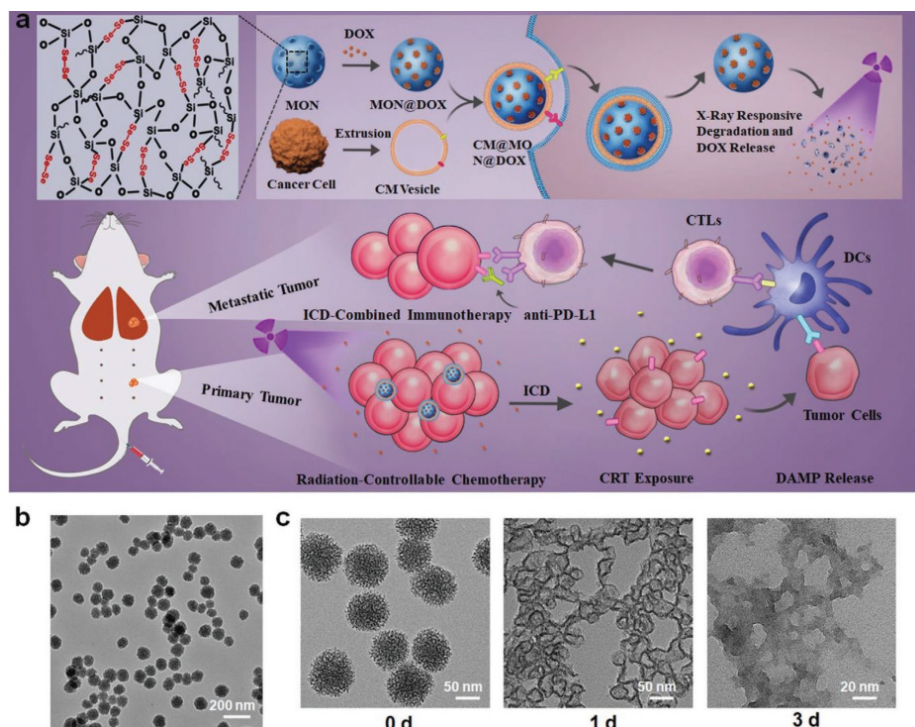 a
DOX
MON
MON@DOX
Extrusion
Cancer Cell
CM Vesicle
CM@MO
N@DOX
X-Ray Responsive
Degradation and
DOX Release
CTLs
DCs
Metastatic Tumor
ICD-Combined Immunotherapy
anti-PD-L1
Primary Tumor
ICD
Tumor Cells
Radiation-Controllable Chemotherapy
CRT Exposure
DAMP Release
b
200 nm
c
50 nm
50 nm
20 nm
0 d
1 d
3 d